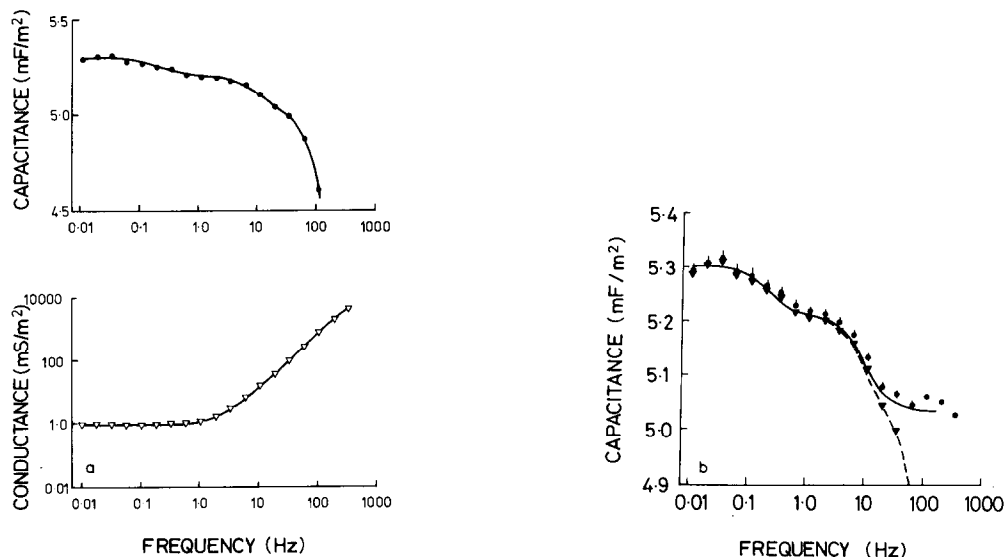 CAPACITANCE (mF/m²)
5·5
5·0
4·5
0·01 0·1 1·0 10 100 1000
CONDUCTANCE (mS/m²)
10000
100
1·0
0·01
a
0·01 0·1 1·0 10 100 1000
FREQUENCY (Hz)
CAPACITANCE (mF/m²)
5·4
5·3
5·2
5·1
5·0
4·9
b
0·01 0·1 1·0 10 100 1000
FREQUENCY (Hz)